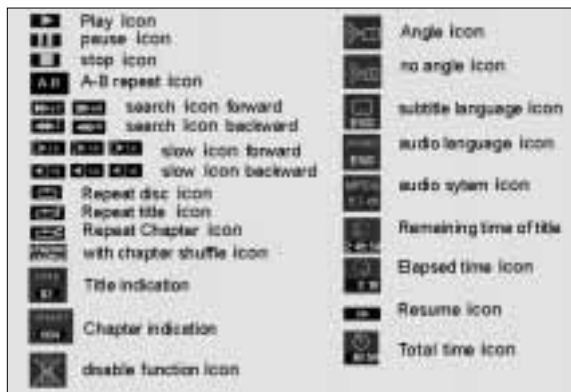 Play icon
pause icon
stop icon
A-B A-B repeat icon
search icon forward
search icon backward
slow icon forward
slow icon backward
Repeat disc icon
Repeat title icon
Repeat Chapter icon
with chapter shuffle icon
Title indication
Chapter indication
disable function icon
Angle icon
no angle icon
subtitle language icon
audio language icon
audio sytem icon
Remaining time of title
Elapsed time icon
Resume icon
Total time icon